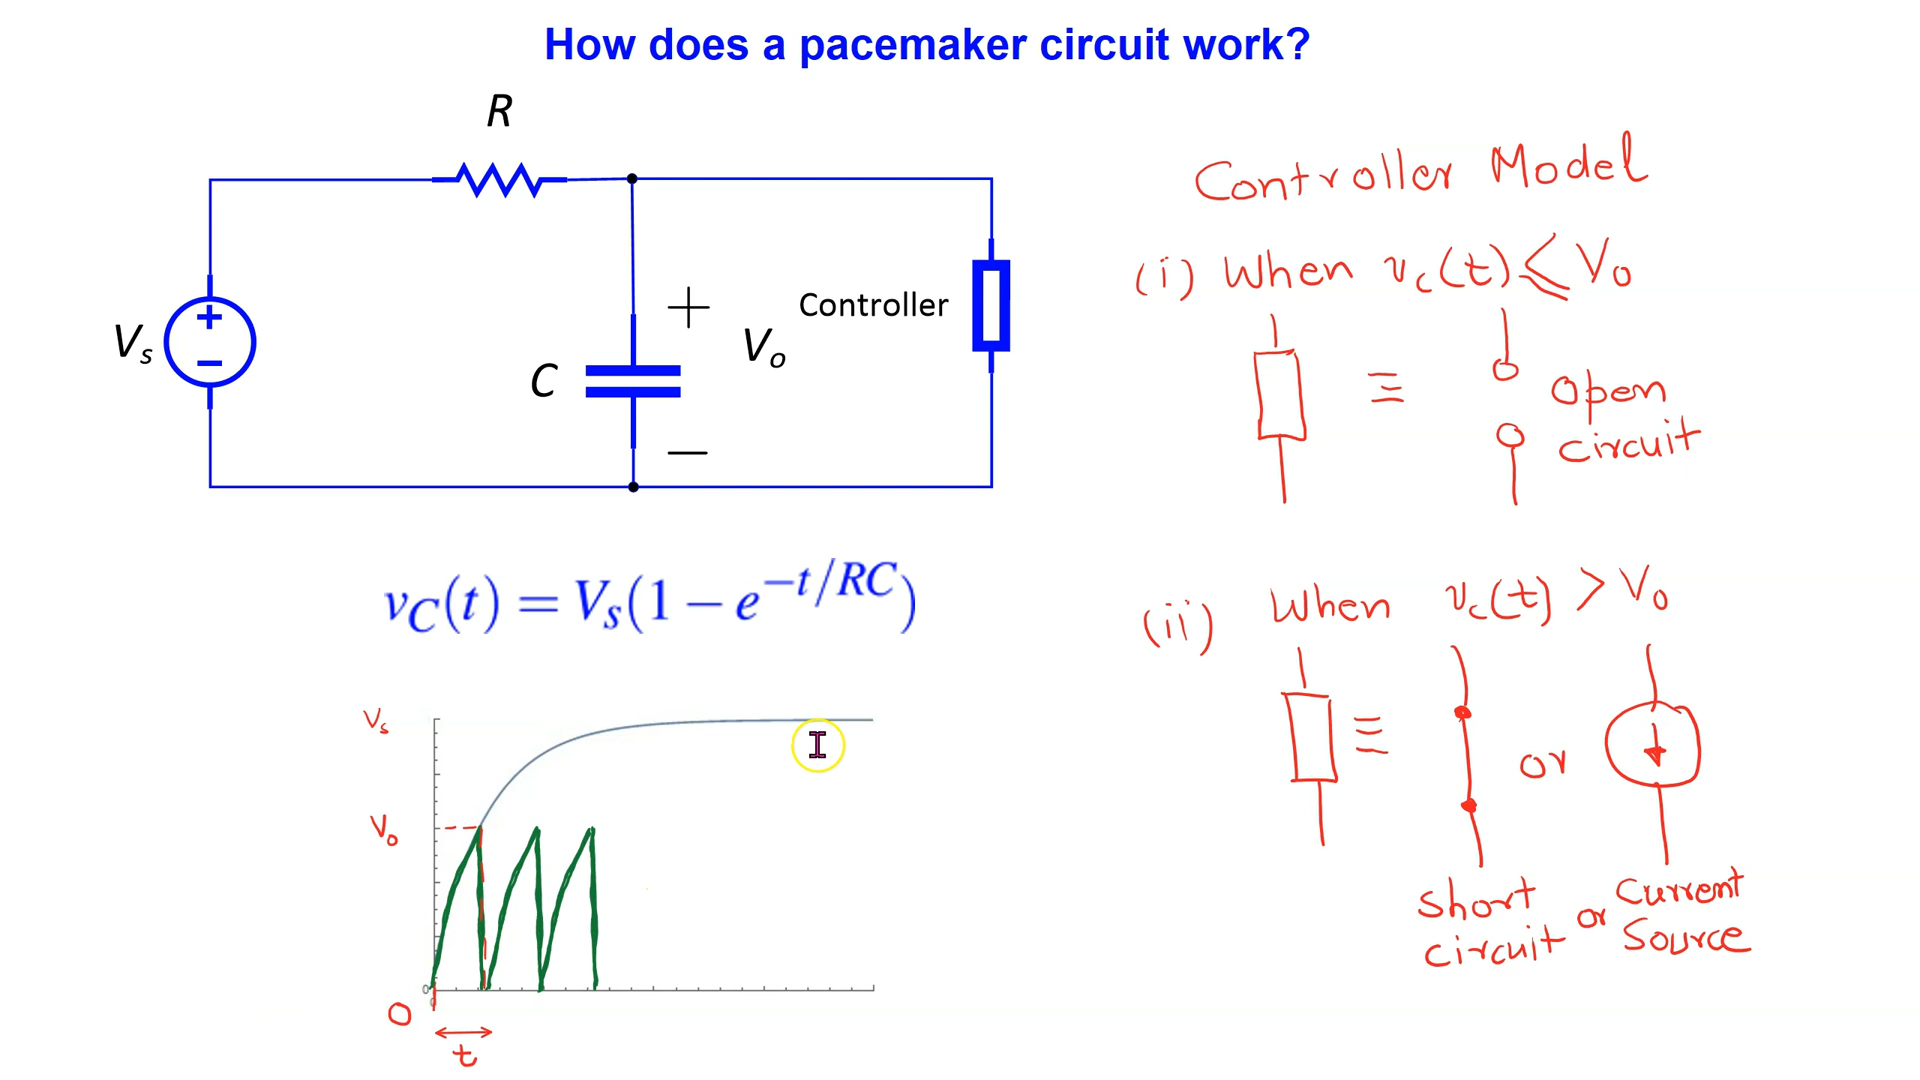 How does a pacemaker circuit work?
R
+
−
Vs
C
+
Vo
−
Controller
vC(t) = Vs(1 − e−t/RC)
Vs
Vo
0
O
t
Controller Model
(i) When vc(t) ≤ Vo
≡
Open
circuit
(ii) When vc(t) > Vo
≡
or
Short
circuit
or
Current
Source